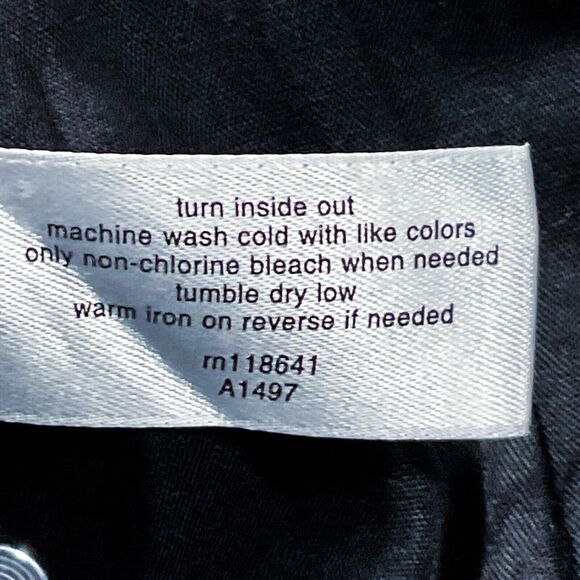 turn inside out
machine wash cold with like colors
only non-chlorine bleach when needed
tumble dry low
warm iron on reverse if needed
rn118641
A1497